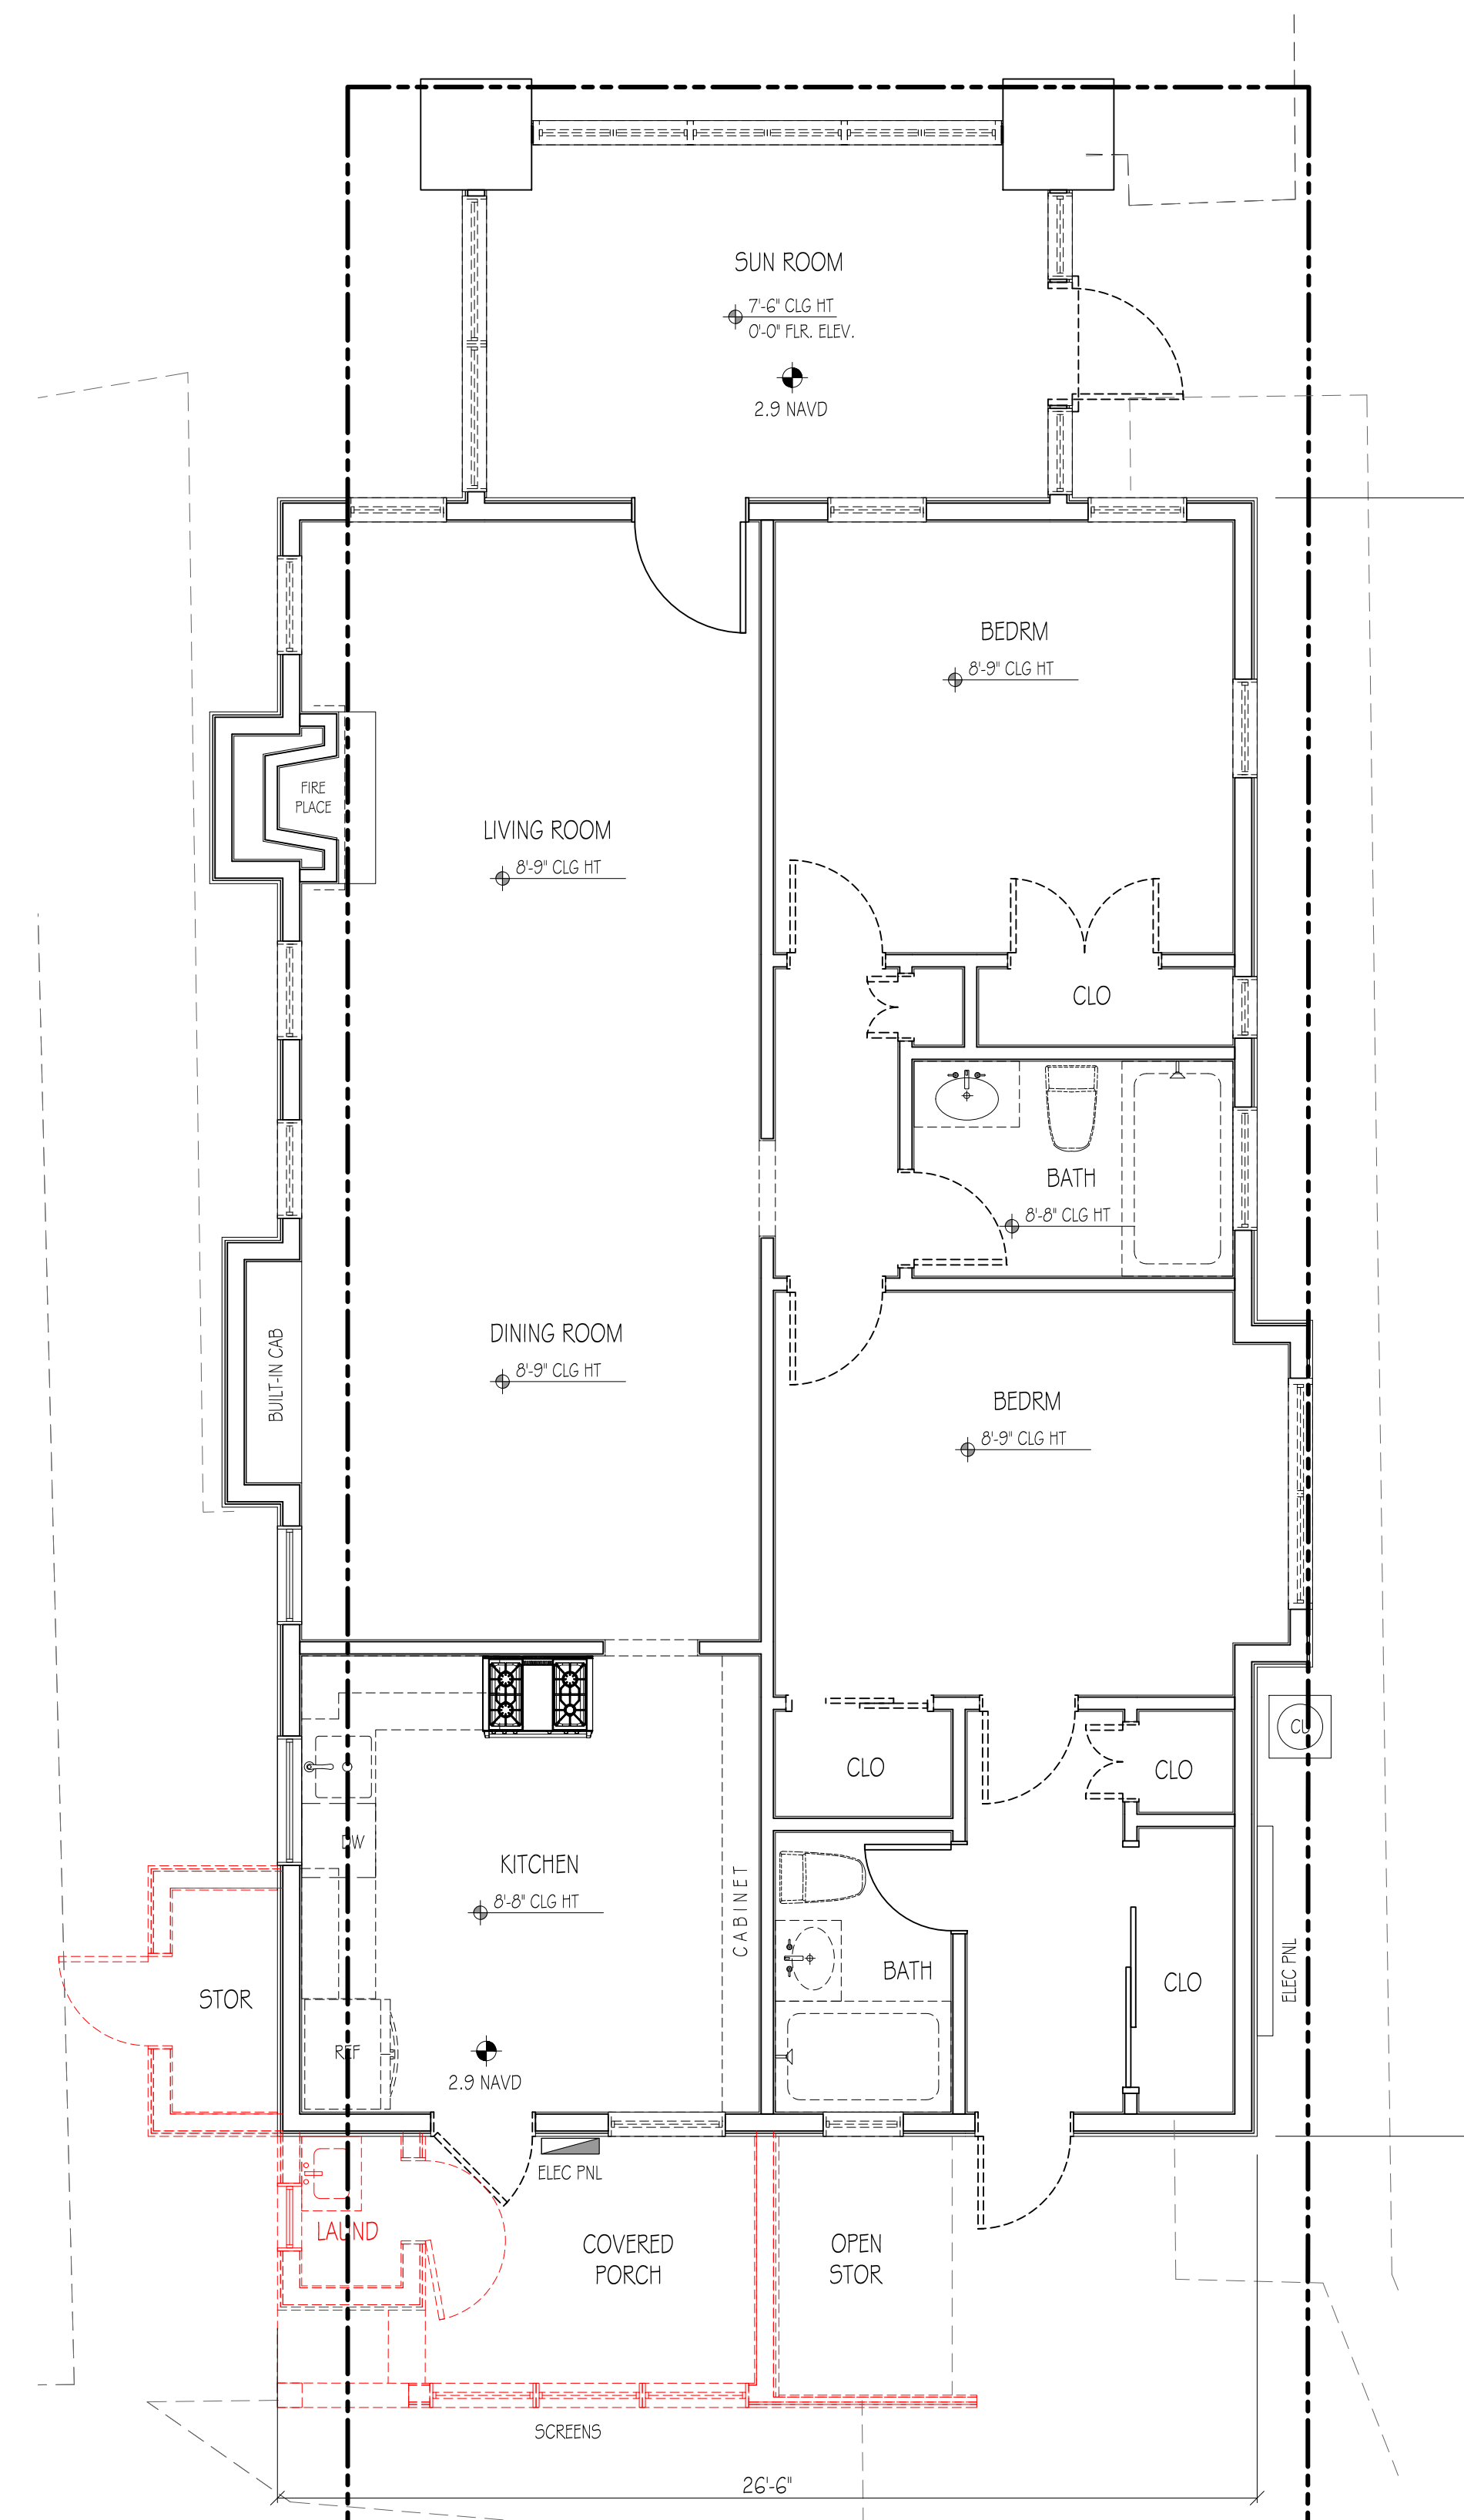 SUN ROOM
7'-6" CLG HT
0'-0" FLR. ELEV.
2.9 NAVD
BEDRM
8'-9" CLG HT
FIRE
PLACE
LIVING ROOM
8'-9" CLG HT
CLO
BATH
8'-8" CLG HT
DINING ROOM
8'-9" CLG HT
BUILT-IN CAB
BEDRM
8'-9" CLG HT
CU
CLO
CLO
DW
KITCHEN
8'-8" CLG HT
CABINET
BATH
CLO
ELEC PNL
STOR
REF
2.9 NAVD
ELEC PNL
LAUND
COVERED
PORCH
OPEN
STOR
SCREENS
26'-6"